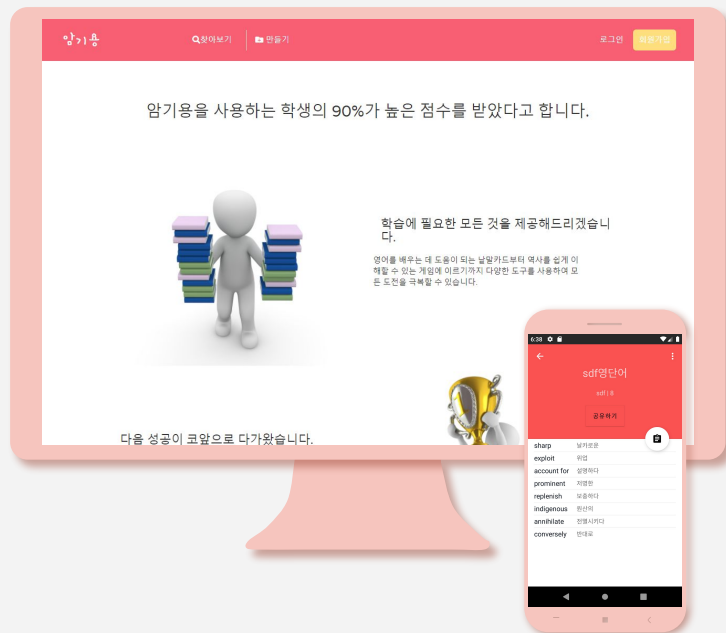 암기용
찾아보기
만들기
로그인
회원가입
암기용을 사용하는 학생의 90%가 높은 점수를 받았다고 합니다.
학습에 필요한 모든 것을 제공해드리겠습니
다.
영어를 배우는 데 도움이 되는 낱말카드부터 역사를 쉽게 이
해할 수 있는 게임에 이르기까지 다양한 도구를 사용하여 모
든 도전을 극복할 수 있습니다.
다음 성공이 코앞으로 다가왔습니다.
6:38
sdf영단어
sdf | 8
공유하기
sharp 날카로운
exploit 위업
account for 설명하다
prominent 저명한
replenish 보충하다
indigenous 원산의
annihilate 전멸시키다
conversely 반대로